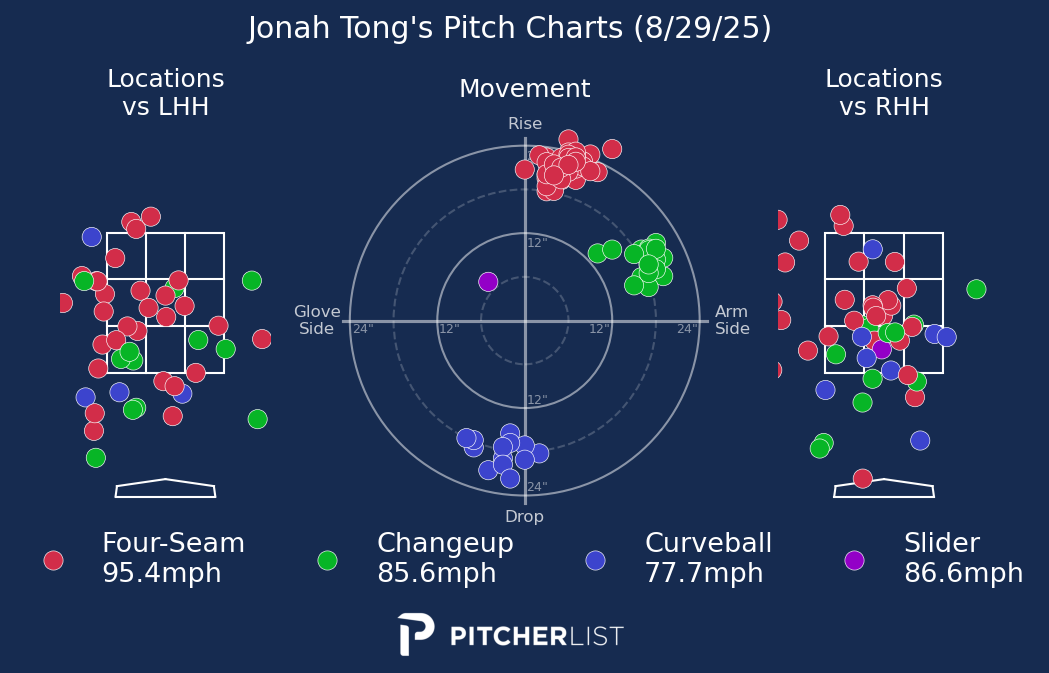 Jonah Tong's Pitch Charts (8/29/25)
Locations
vs LHH
Movement
Locations
vs RHH
Rise
12"
Glove
Side
24"
12"
12"
24"
Arm
Side
12"
24"
Drop
Four-Seam
95.4mph
Changeup
85.6mph
Curveball
77.7mph
Slider
86.6mph
PITCHERLIST